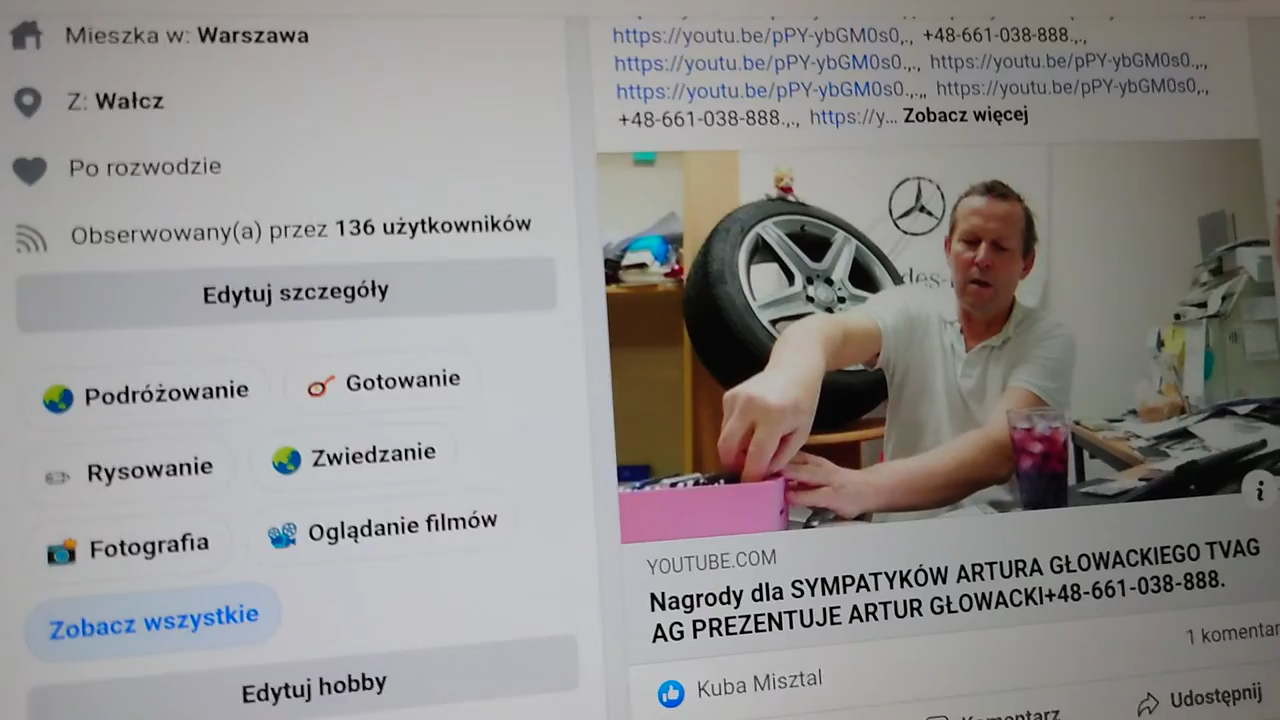 Mieszka w: Warszawa
Z: Wałcz
Po rozwodzie
Obserwowany(a) przez 136 użytkowników
Edytuj szczegóły
Podróżowanie
Gotowanie
Rysowanie
Zwiedzanie
Fotografia
Oglądanie filmów
Zobacz wszystkie
Edytuj hobby
https://youtu.be/pPY-ybGM0s0,., +48-661-038-888.,.,
https://youtu.be/pPY-ybGM0s0.,., https://youtu.be/pPY-ybGM0s0.,.,
https://youtu.be/pPY-ybGM0s0.,.,, https://youtu.be/pPY-ybGM0s0,.,
+48-661-038-888.,., https://y... Zobacz więcej
des-
YOUTUBE.COM
Nagrody dla SYMPATYKÓW ARTURA GŁOWACKIEGO TVAG
AG PREZENTUJE ARTUR GŁOWACKI+48-661-038-888.
1 komentar
Kuba Misztal
Komentarz
Udostępnij